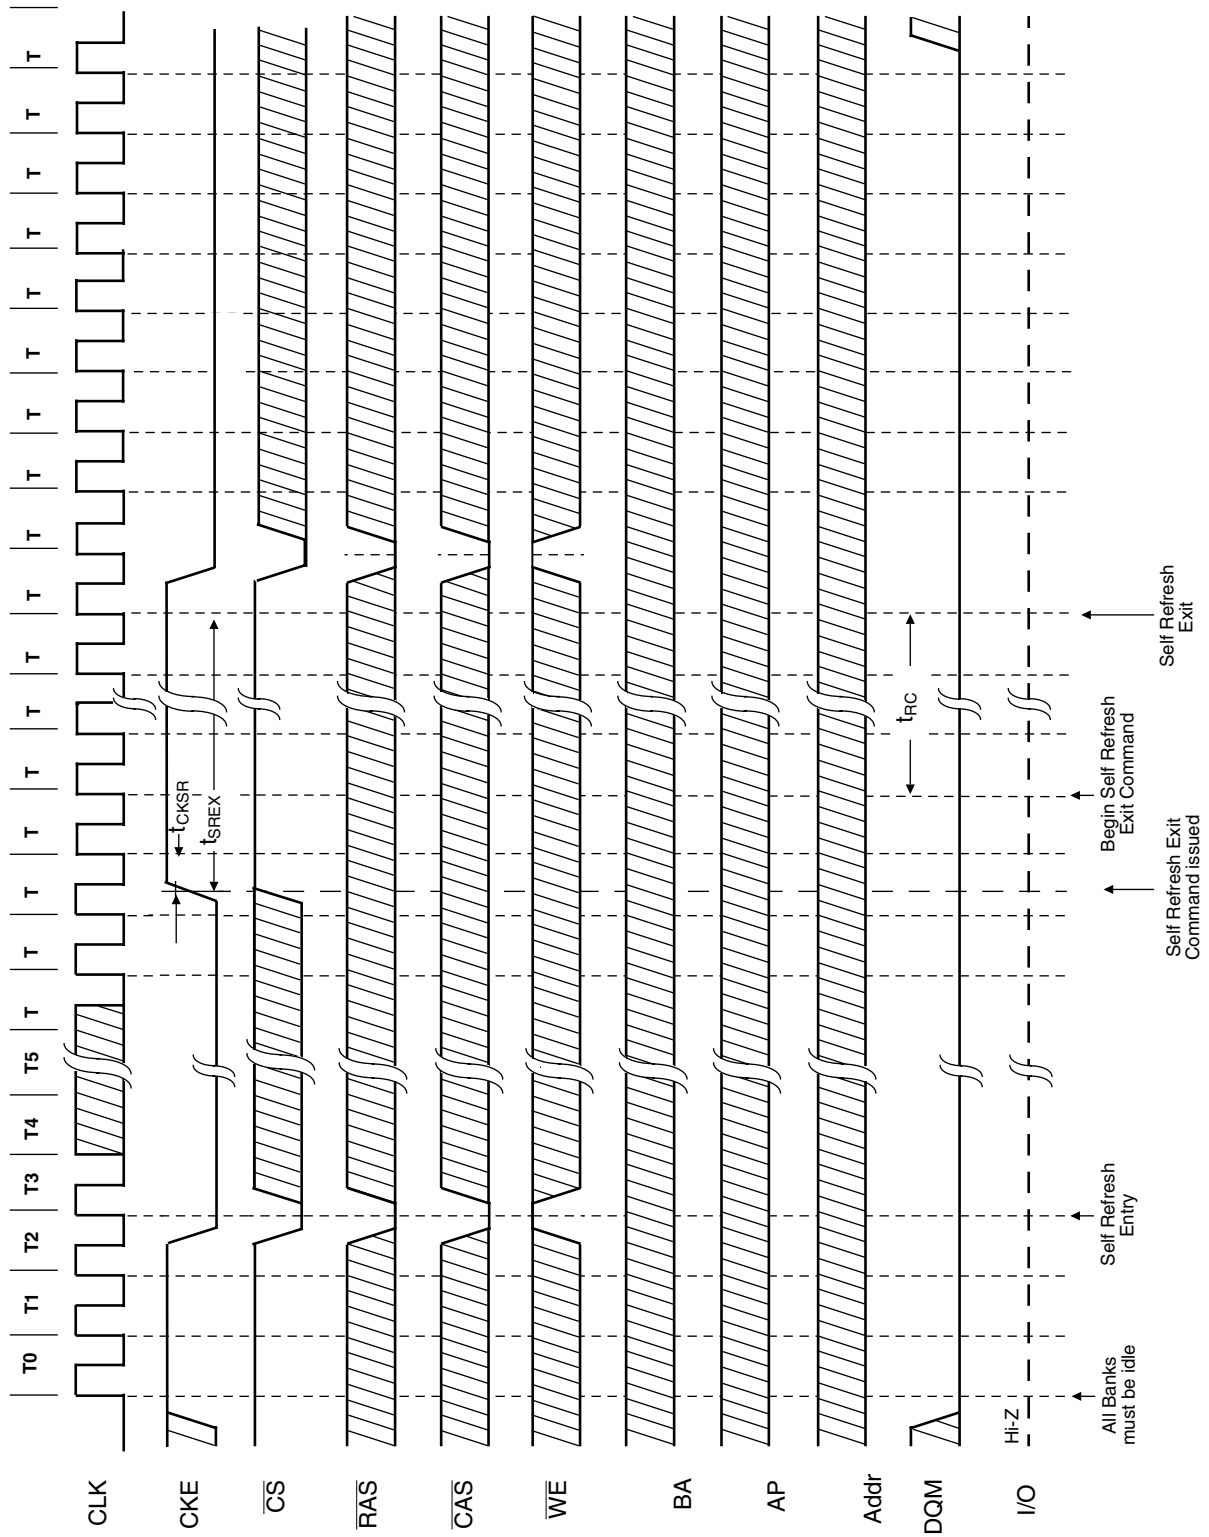 T0 T1 T2 T3 T4 T5 T T T T T T T T T T T T T T T T T
CLK
CKE
tCKSR
tSREX
CS
RAS
CAS
WE
BA
AP
Addr
tRC
DQM
Hi-Z
I/O
All Banks
must be idle
Self Refresh
Entry
Self Refresh Exit
Command issued
Begin Self Refresh
Exit Command
Self Refresh
Exit